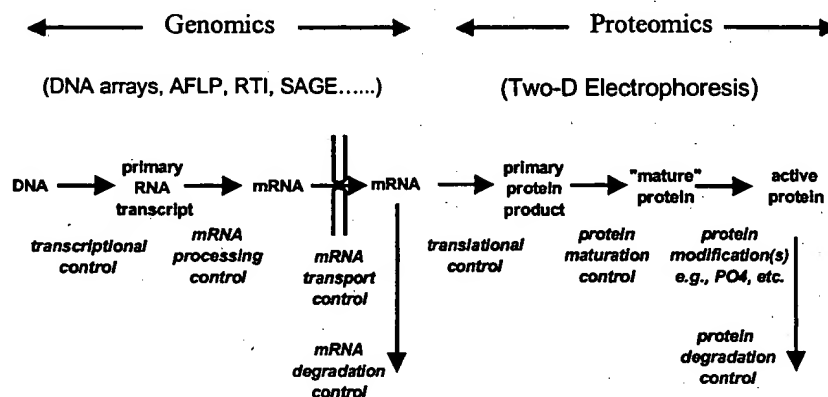 Genomics
Proteomics
(DNA arrays, AFLP, RTI, SAGE......)
(Two-D Electrophoresis)
DNA
primary
RNA
transcript
mRNA
mRNA
primary
protein
product
"mature"
protein
active
protein
transcriptional
control
mRNA
processing
control
mRNA
transport
control
translational
control
protein
maturation
control
protein
modification(s)
e.g., PO4, etc.
mRNA
degradation
control
protein
degradation
control